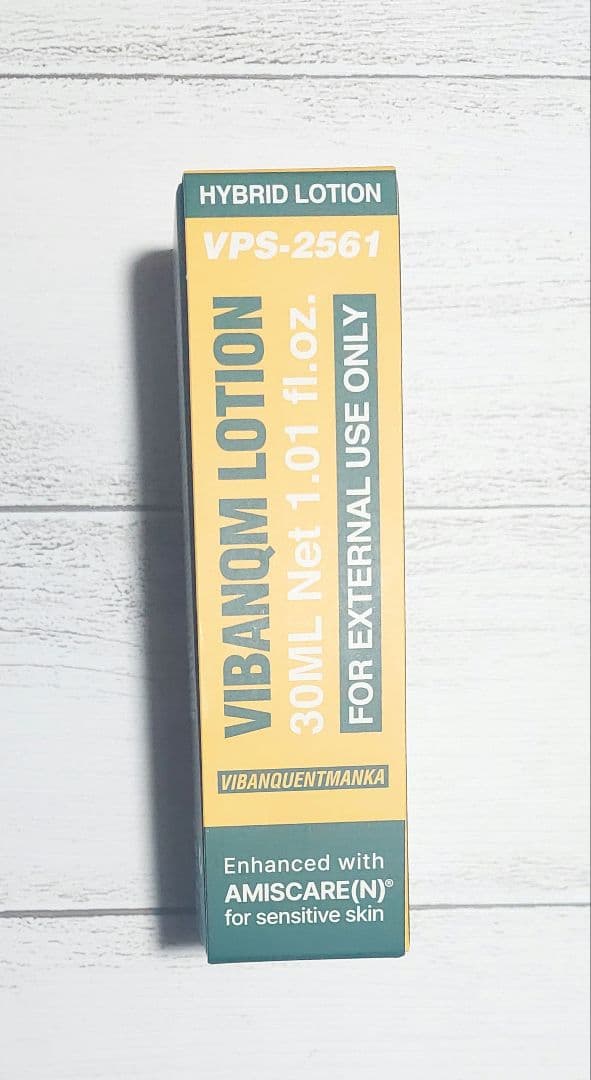 HYBRID LOTION
VPS-2561
VIBANQM LOTION
30ML Net 1.01 fl.oz.
FOR EXTERNAL USE ONLY
VIBANQUENTMANKA
Enhanced with
AMISCARE(N)®
for sensitive skin